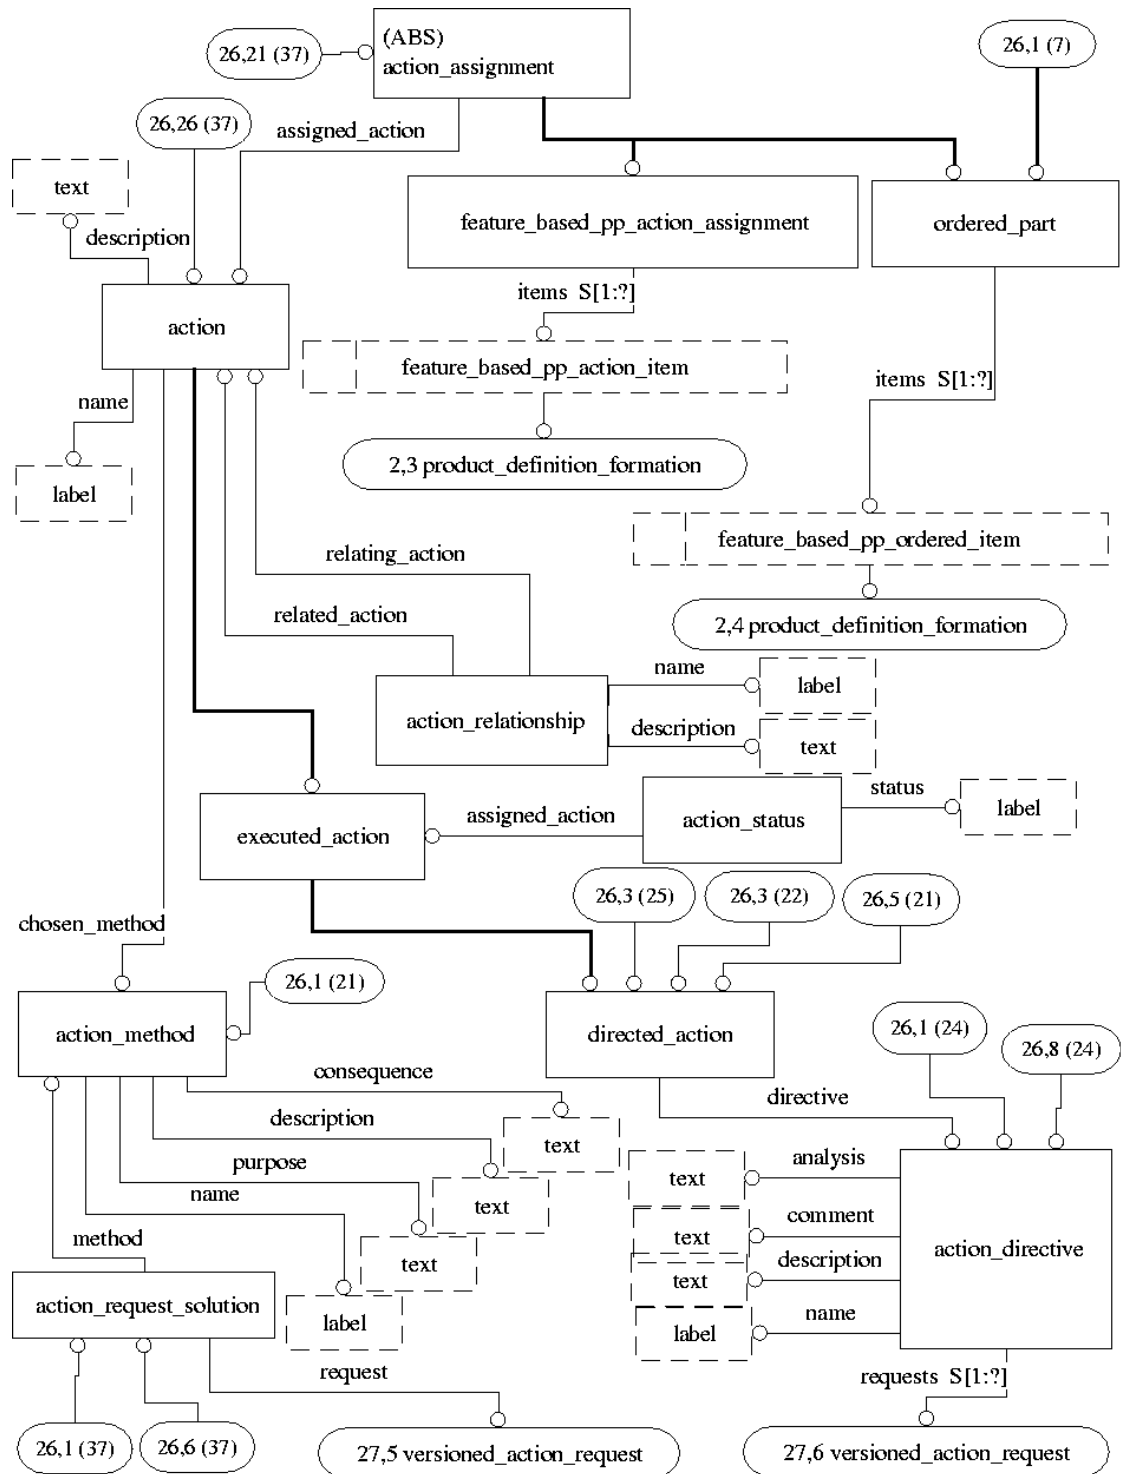 (ABS)
action_assignment
26,21 (37)
26,1 (7)
26,26 (37)
assigned_action
text
description
feature_based_pp_action_assignment
ordered_part
items S[1:?]
action
feature_based_pp_action_item
items S[1:?]
name
2,3 product_definition_formation
label
feature_based_pp_ordered_item
relating_action
related_action
2,4 product_definition_formation
name
label
action_relationship
description
text
status
label
assigned_action
action_status
executed_action
26,3 (25)
26,3 (22)
26,5 (21)
chosen_method
26,1 (21)
action_method
directed_action
26,1 (24)
26,8 (24)
consequence
directive
description
text
analysis
text
purpose
text
name
comment
text
method
text
description
text
action_directive
action_request_solution
label
name
label
request
requests S[1:?]
26,1 (37)
26,6 (37)
27,5 versioned_action_request
27,6 versioned_action_request